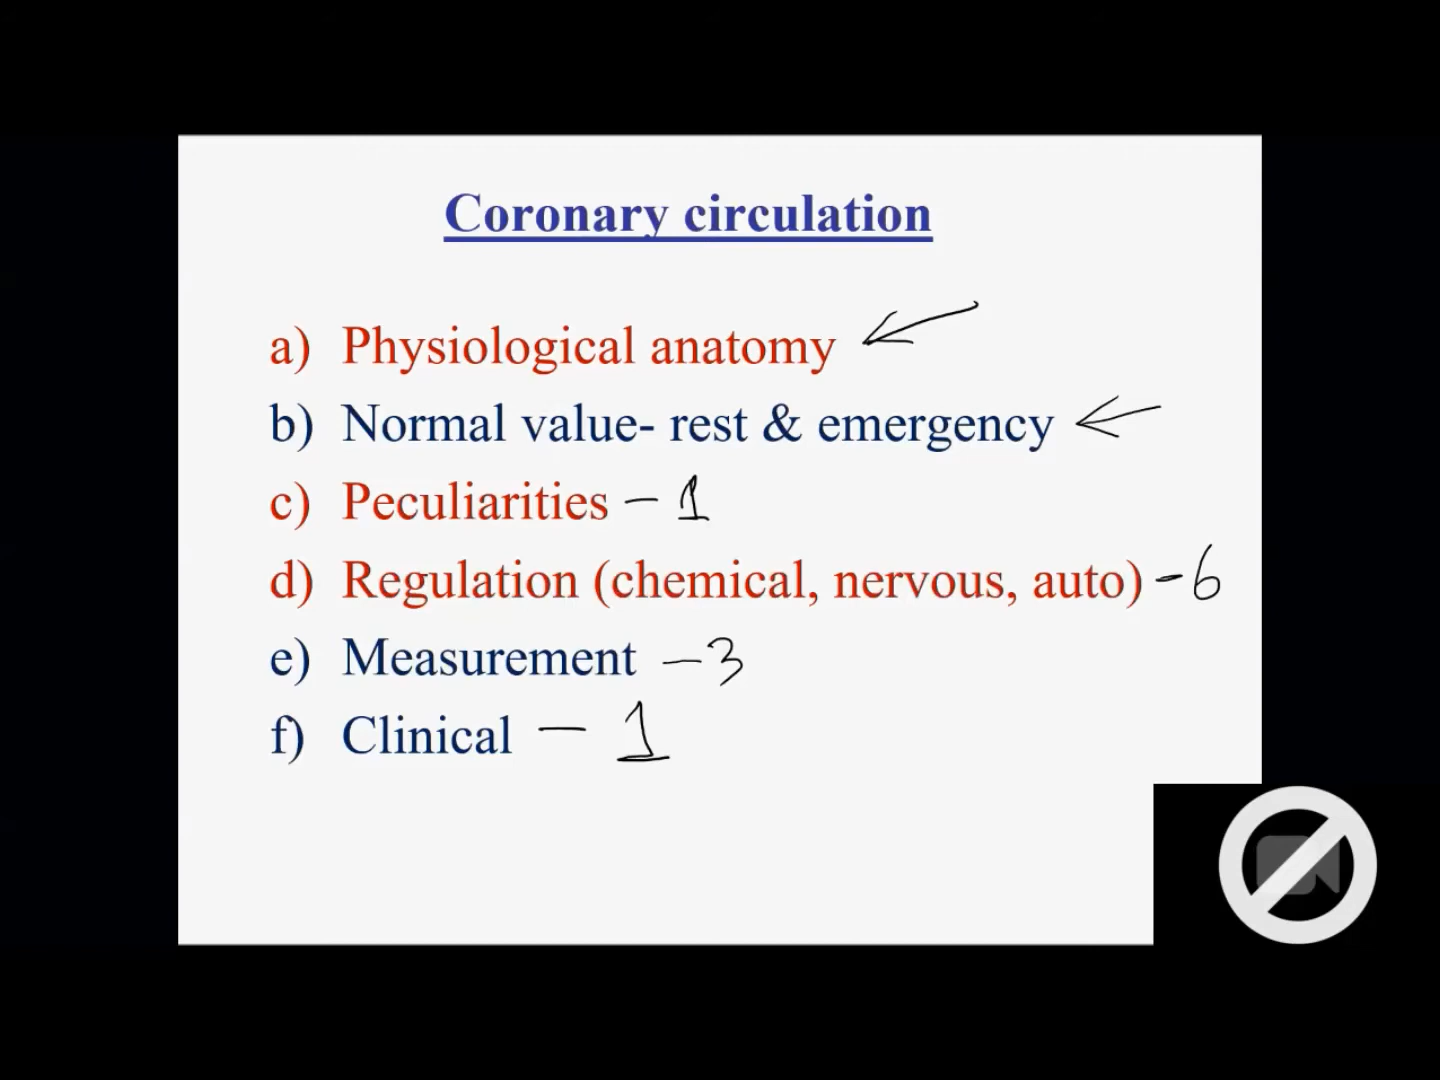 Coronary circulation
a) Physiological anatomy
b) Normal value- rest & emergency
c) Peculiarities - 1
d) Regulation (chemical, nervous, auto) - 6
e) Measurement - 3
f) Clinical - 1